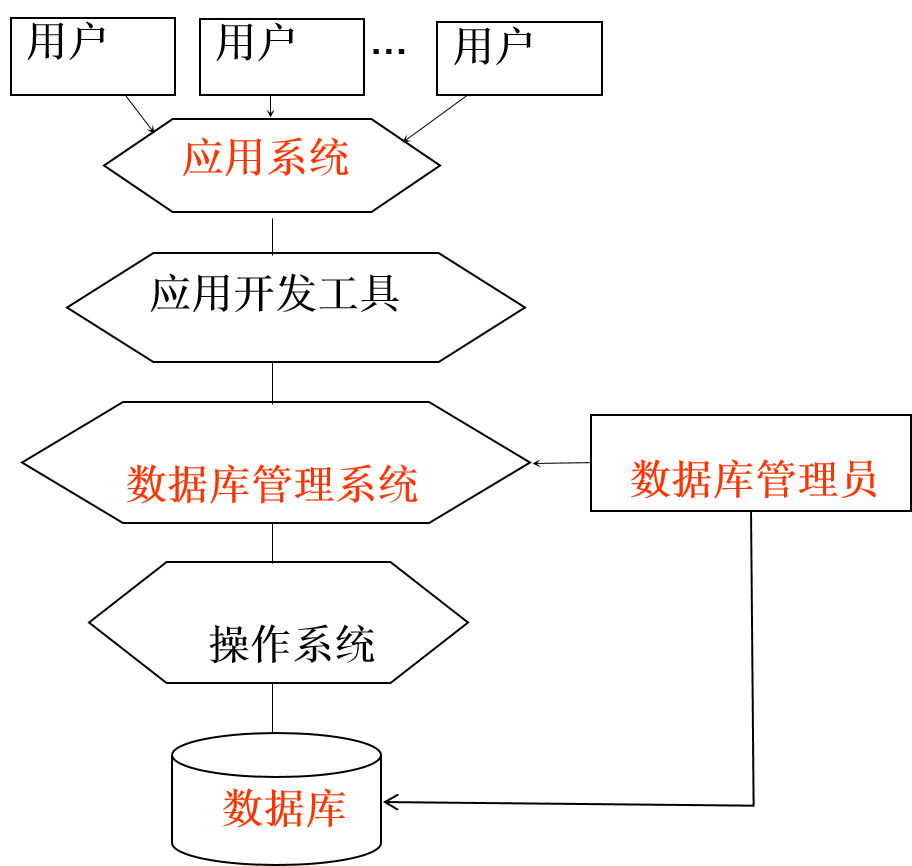 用户 用户 … 用户
应用系统
应用开发工具
数据库管理系统 数据库管理员
操作系统
数据库